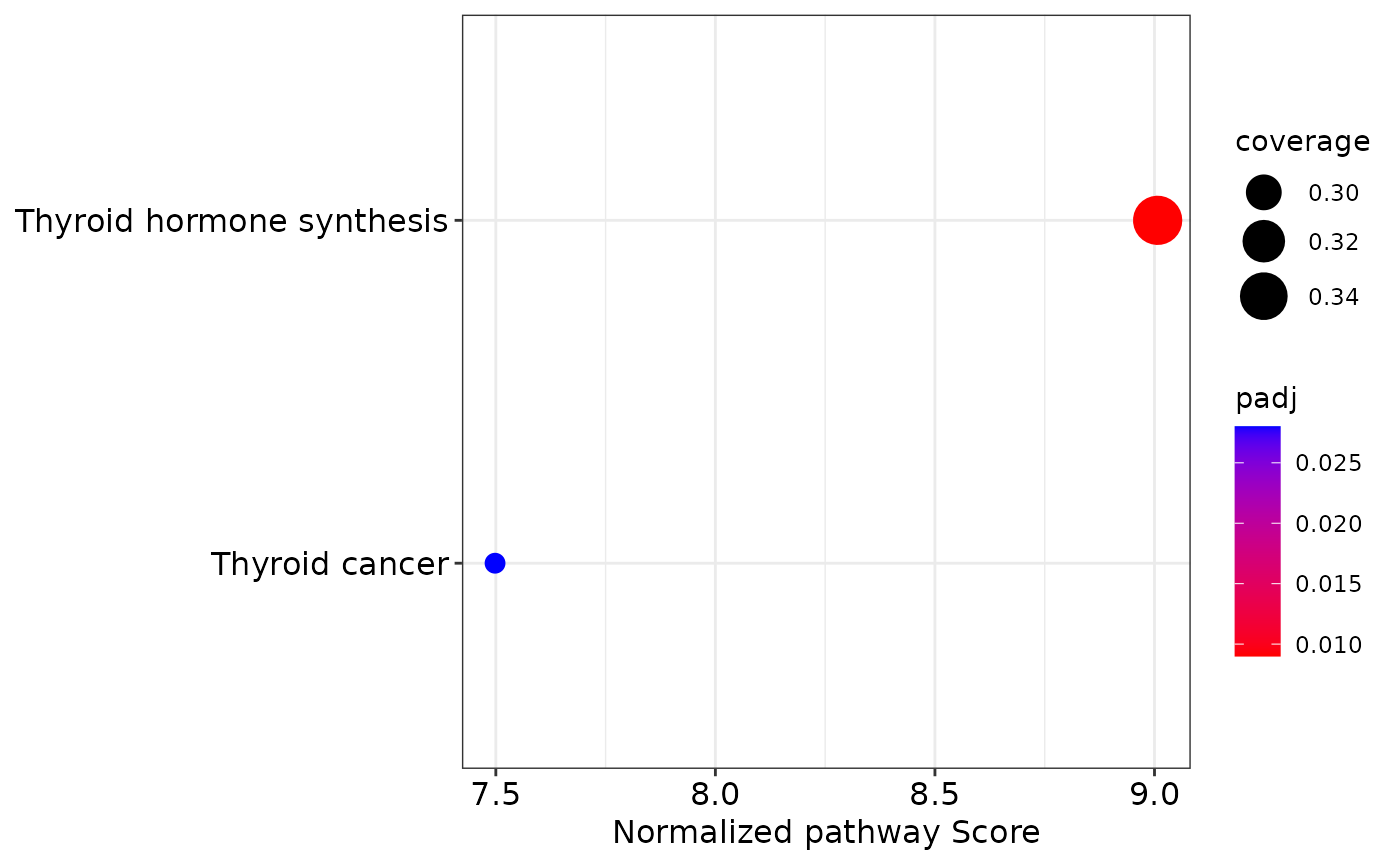 Thyroid hormone synthesis
Thyroid cancer
7.5
8.0
8.5
9.0
Normalized pathway Score
coverage
0.30
0.32
0.34
padj
0.025
0.020
0.015
0.010